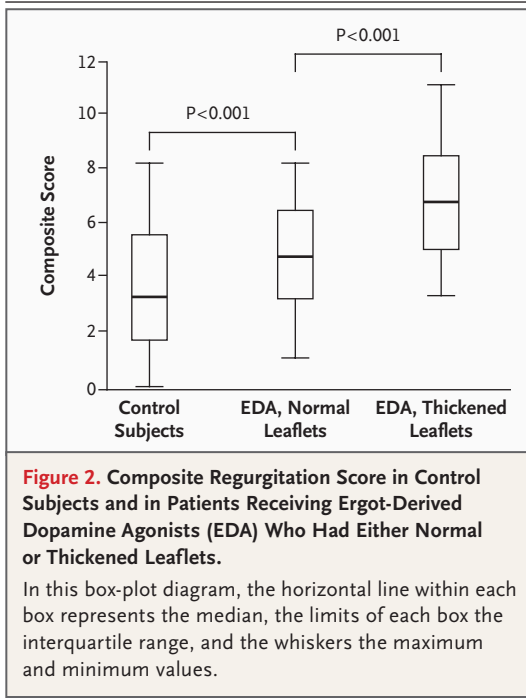 P<0.001
P<0.001
12
10
8
6
4
2
0
Composite Score
Control
Subjects
EDA, Normal
Leaflets
EDA, Thickened
Leaflets
Figure 2. Composite Regurgitation Score in Control
Subjects and in Patients Receiving Ergot-Derived
Dopamine Agonists (EDA) Who Had Either Normal
or Thickened Leaflets.
In this box-plot diagram, the horizontal line within each
box represents the median, the limits of each box the
interquartile range, and the whiskers the maximum
and minimum values.